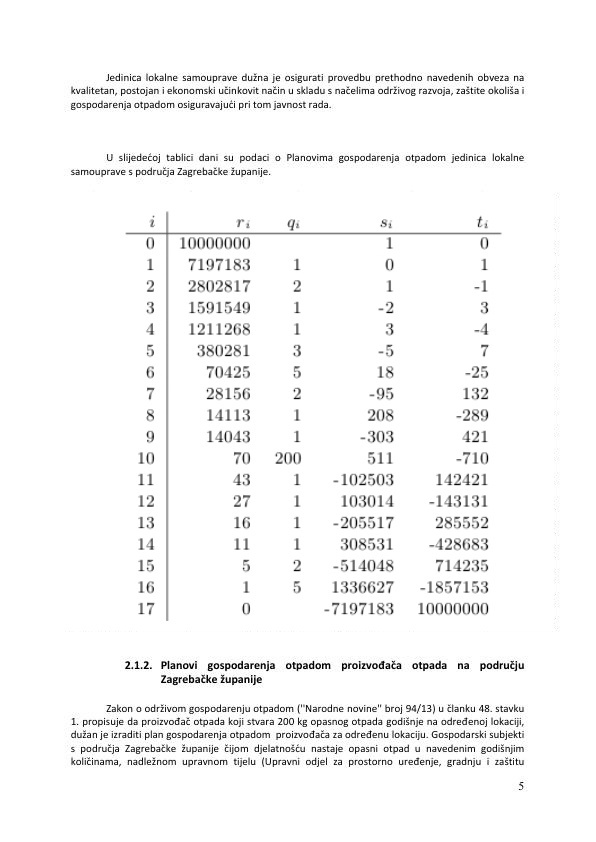 Jedinica lokalne samouprave dužna je osigurati provedbu prethodno navedenih obveza na
kvalitetan, postojan i ekonomski učinkovit način u skladu s načelima održivog razvoja, zaštite okoliša i
gospodarenja otpadom osiguravajući pri tom javnost rada.
U slijedećoj tablici dani su podaci o Planovima gospodarenja otpadom jedinica lokalne
samouprave s područja Zagrebačke županije.
i r_i q_i s_i t_i
0 10000000 1 0
1 7197183 1 0 1
2 2802817 2 1 -1
3 1591549 1 -2 3
4 1211268 1 3 -4
5 380281 3 -5 7
6 70425 5 18 -25
7 28156 2 -95 132
8 14113 1 208 -289
9 14043 1 -303 421
10 70 200 511 -710
11 43 1 -102503 142421
12 27 1 103014 -143131
13 16 1 -205517 285552
14 11 1 308531 -428683
15 5 2 -514048 714235
16 1 5 1336627 -1857153
17 0 -7197183 10000000
2.1.2. Planovi gospodarenja otpadom proizvođača otpada na području
Zagrebačke županije
Zakon o održivom gospodarenju otpadom (''Narodne novine'' broj 94/13) u članku 48. stavku
1. propisuje da proizvođač otpada koji stvara 200 kg opasnog otpada godišnje na određenoj lokaciji,
dužan je izraditi plan gospodarenja otpadom proizvođača za određenu lokaciju. Gospodarski subjekti
s područja Zagrebačke županije čijom djelatnošću nastaje opasni otpad u navedenim godišnjim
količinama, nadležnom upravnom tijelu (Upravni odjel za prostorno uređenje, gradnju i zaštitu
5